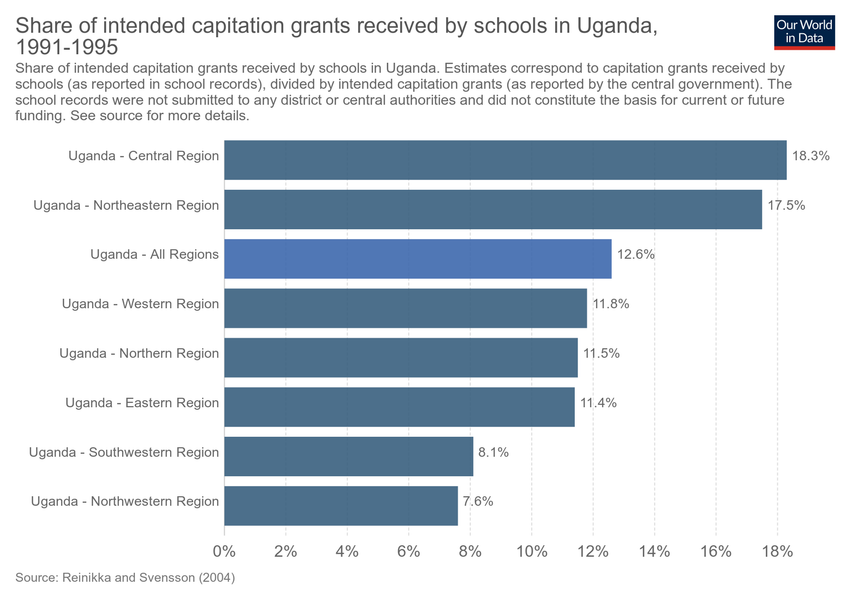 Share of intended capitation grants received by schools in Uganda,
1991-1995
Our World
in Data
Share of intended capitation grants received by schools in Uganda. Estimates correspond to capitation grants received by
schools (as reported in school records), divided by intended capitation grants (as reported by the central government). The
school records were not submitted to any district or central authorities and did not constitute the basis for current or future
funding. See source for more details.
Uganda - Central Region 18.3%
Uganda - Northeastern Region 17.5%
Uganda - All Regions 12.6%
Uganda - Western Region 11.8%
Uganda - Northern Region 11.5%
Uganda - Eastern Region 11.4%
Uganda - Southwestern Region 8.1%
Uganda - Northwestern Region 7.6%
0% 2% 4% 6% 8% 10% 12% 14% 16% 18%
Source: Reinikka and Svensson (2004)